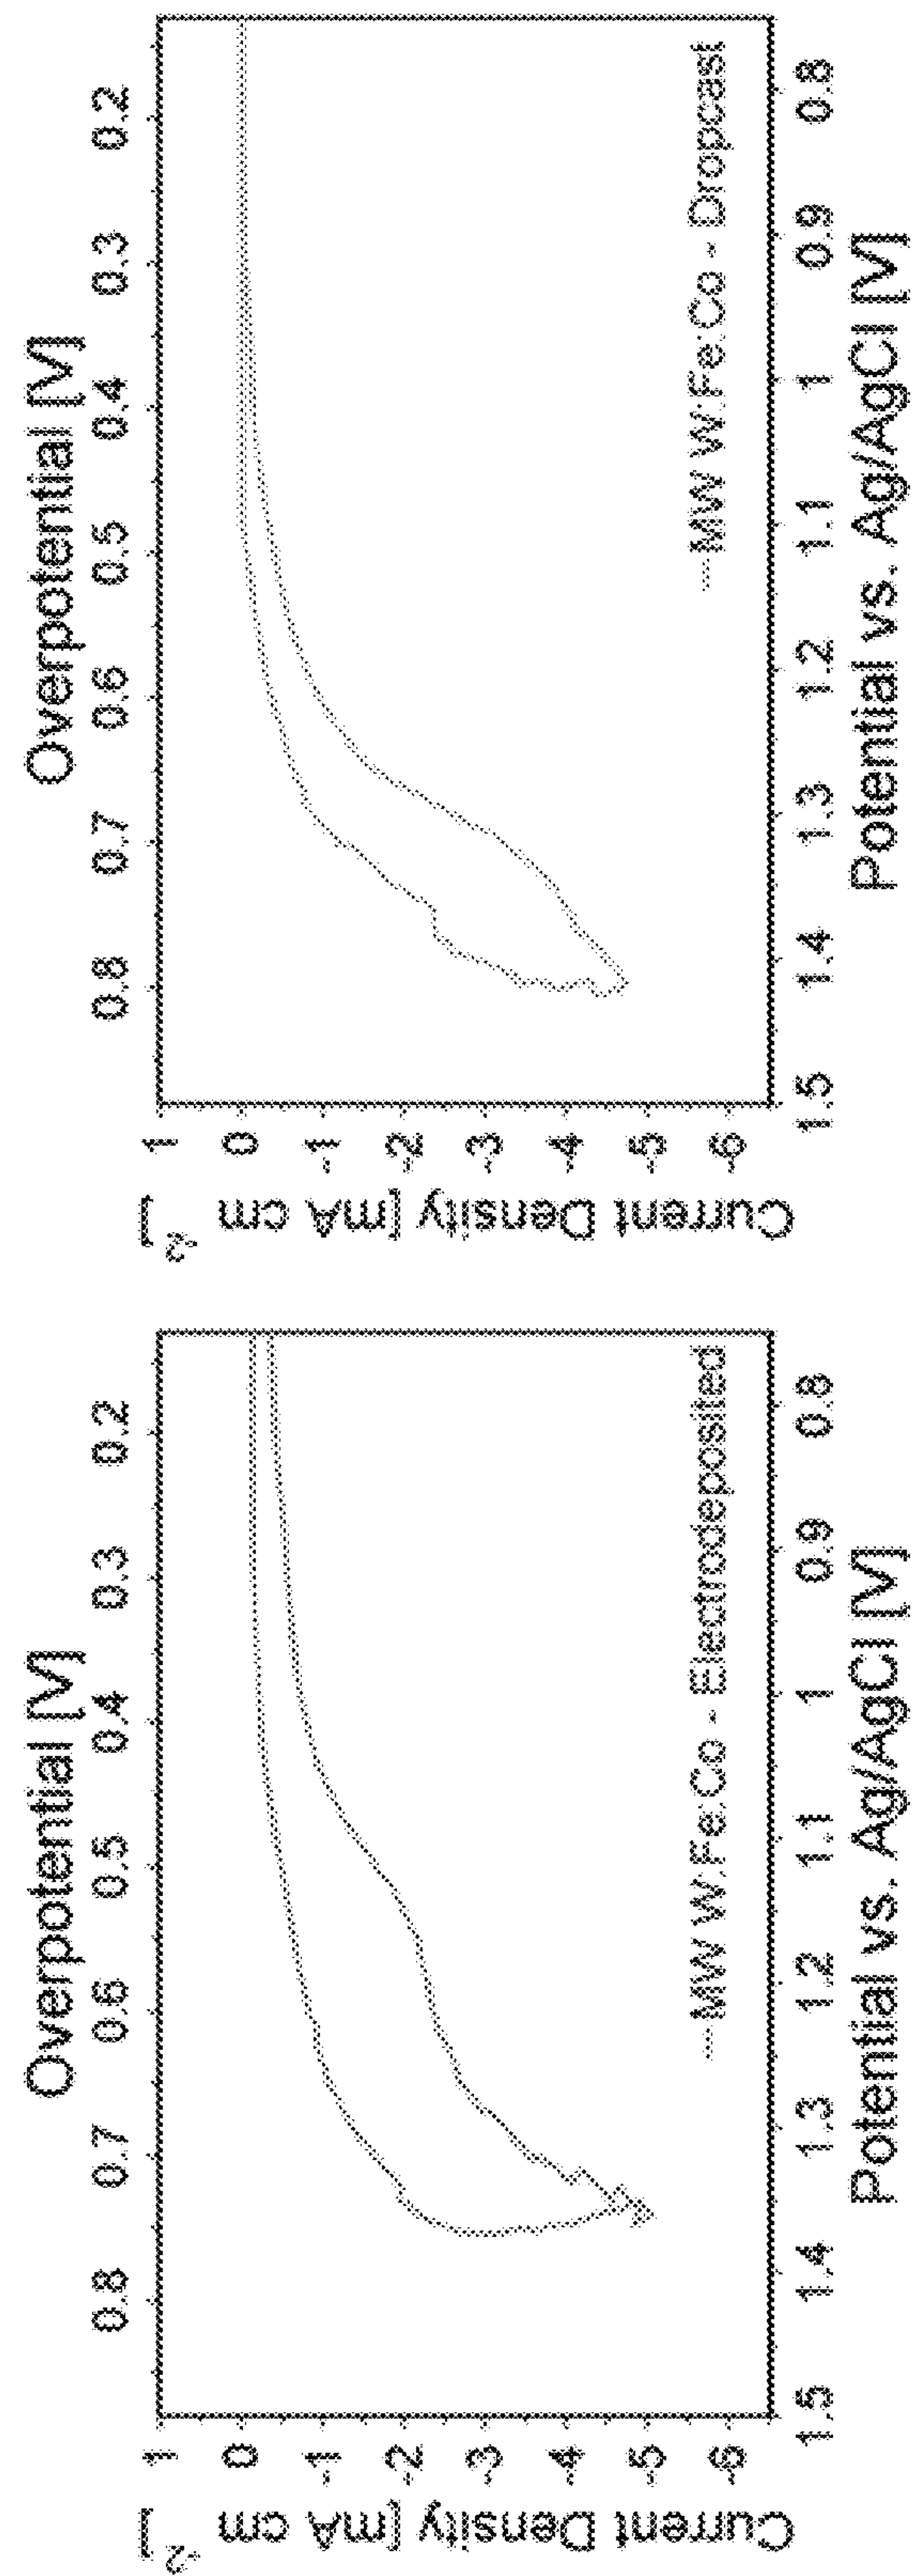 Overpotential [V]
0.8 0.7 0.6 0.5 0.4 0.3 0.2
1
0
-1
-2
-3
-4
-5
-6
Current Density [mA cm-2]
MW W:Fe:Co - Electrodeposited
1.5 1.4 1.3 1.2 1.1 1 0.9 0.8
Potential vs. Ag/AgCl [V]
Overpotential [V]
0.8 0.7 0.6 0.5 0.4 0.3 0.2
1
0
-1
-2
-3
-4
-5
-6
Current Density [mA cm-2]
MW W:Fe:Co - Dropcast
1.5 1.4 1.3 1.2 1.1 1 0.9 0.8
Potential vs. Ag/AgCl [V]